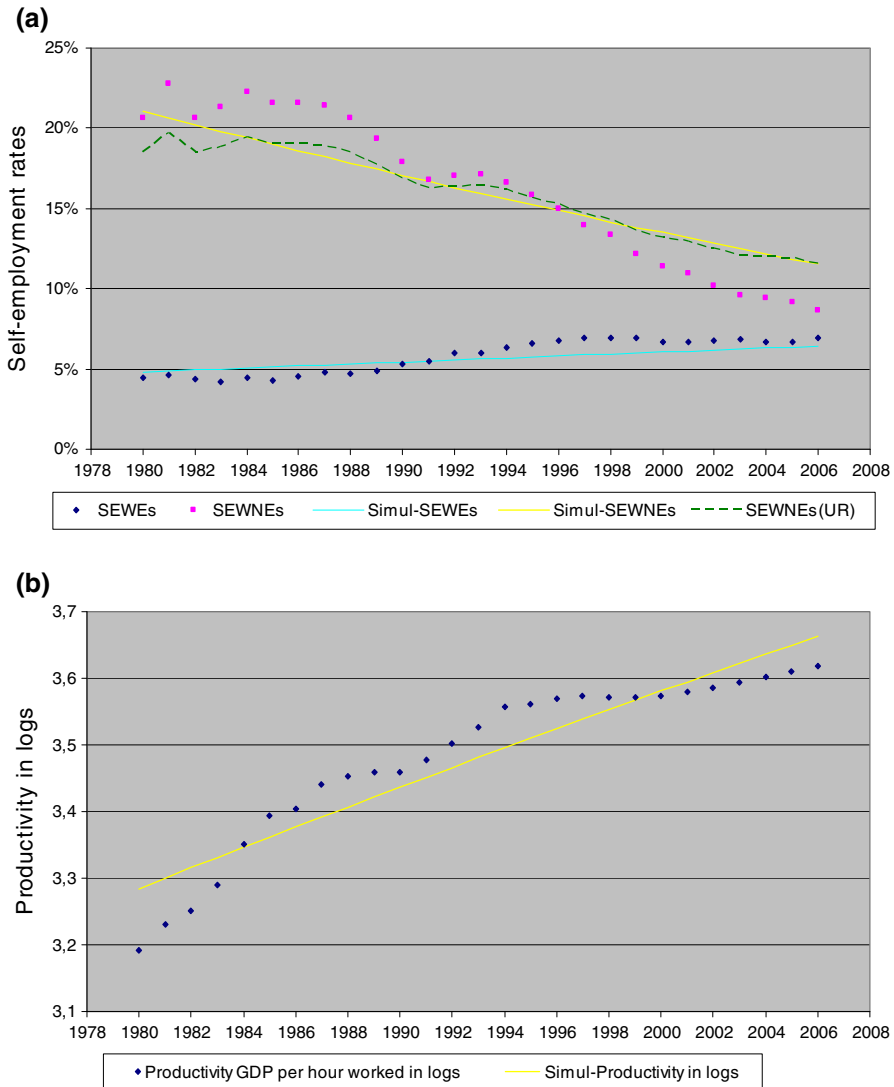 (a)
25%
20%
15%
10%
5%
0%
Self-employment rates
1978 1980 1982 1984 1986 1988 1990 1992 1994 1996 1998 2000 2002 2004 2006 2008
SEWEs SEWNEs Simul-SEWEs Simul-SEWNEs SEWNEs(UR)
(b)
3,7
3,6
3,5
3,4
3,3
3,2
3,1
Productivity in logs
1978 1980 1982 1984 1986 1988 1990 1992 1994 1996 1998 2000 2002 2004 2006 2008
Productivity GDP per hour worked in logs Simul-Productivity in logs